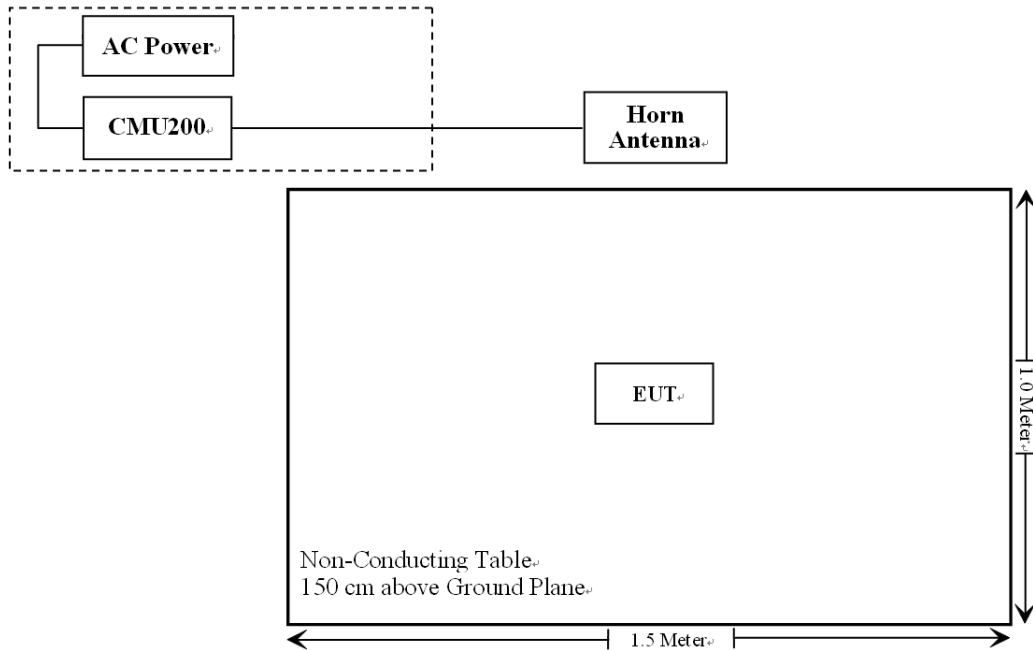 AC Power
CMU200
Horn
Antenna
EUT
1.0 Meter
Non-Conducting Table
150 cm above Ground Plane
1.5 Meter